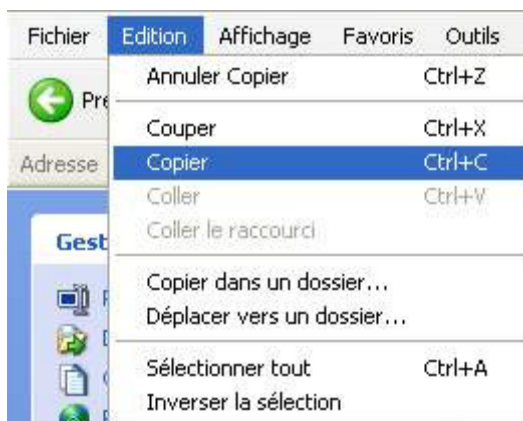 Fichier Edition Affichage Favoris Outils
Annuler Copier Ctrl+Z
Couper Ctrl+X
Adresse Copier Ctrl+C
Coller Ctrl+V
Coller le raccourci
Copier dans un dossier...
Déplacer vers un dossier...
Sélectionner tout Ctrl+A
Inverser la sélection